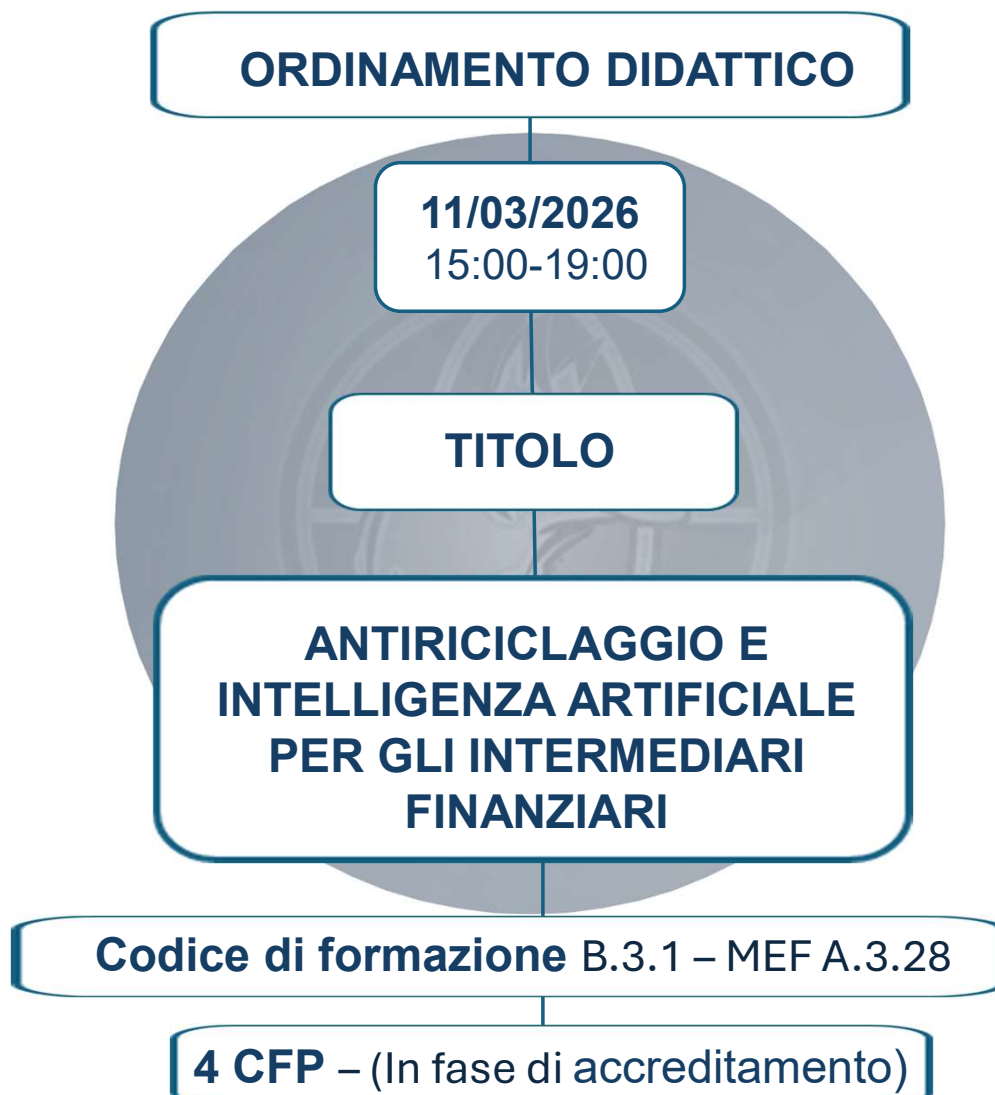 ORDINAMENTO DIDATTICO
11/03/2026
15:00-19:00
TITOLO
ANTIRICICLAGGIO E
INTELLIGENZA ARTIFICIALE
PER GLI INTERMEDIARI
FINANZIARI
Codice di formazione B.3.1 – MEF A.3.28
4 CFP – (In fase di accreditamento)